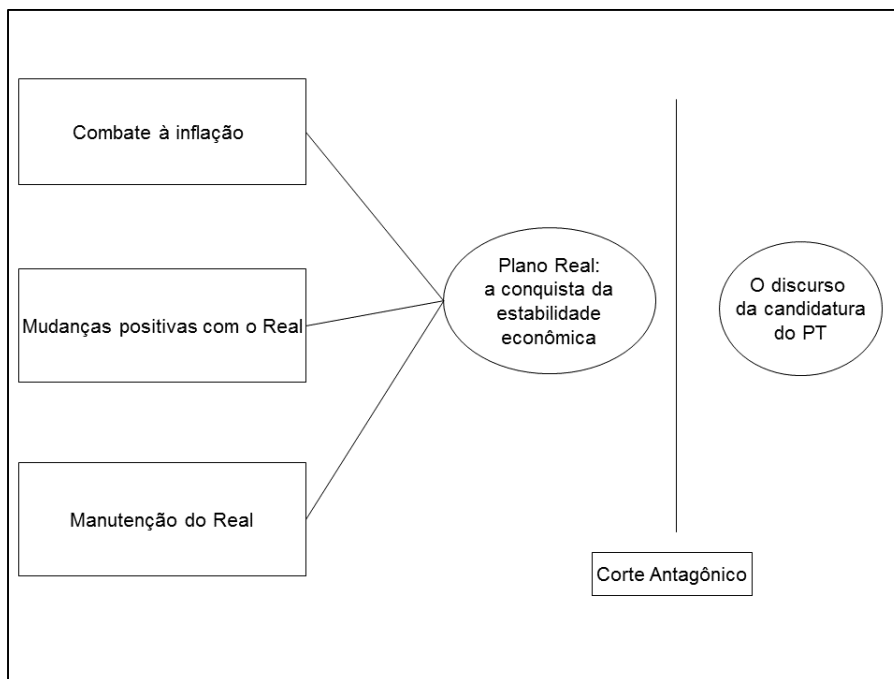 Combate à inflação
Mudanças positivas com o Real
Manutenção do Real
Plano Real:
a conquista da
estabilidade
econômica
O discurso
da candidatura
do PT
Corte Antagônico